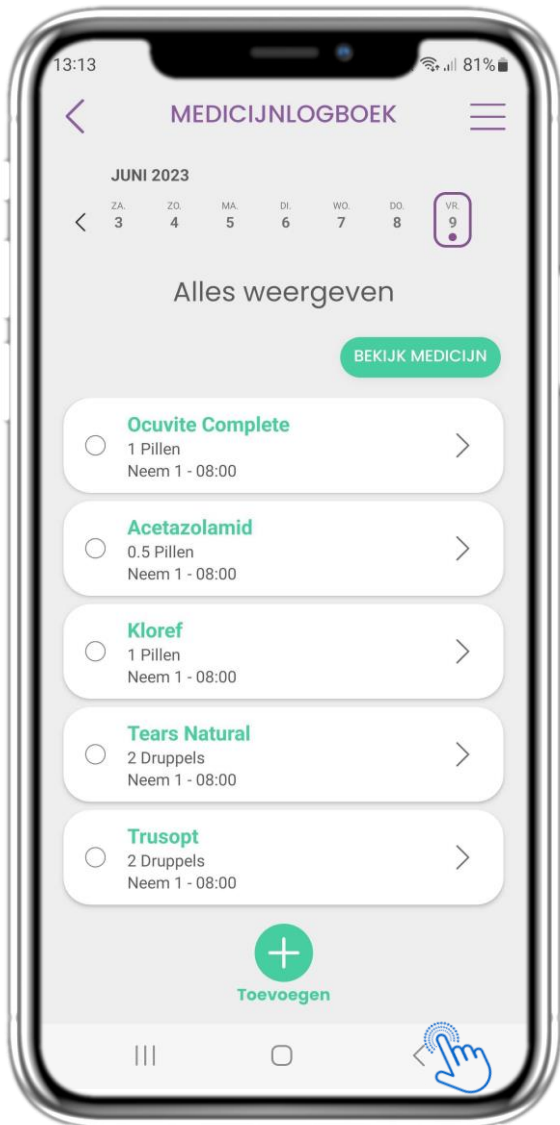 13:13
81%
MEDICIJNLOGBOEK
JUNI 2023
ZA. ZO. MA. DI. WO. DO. VR.
3 4 5 6 7 8 9
Alles weergeven
BEKIJK MEDICIJN
Ocuvite Complete
1 Pillen
Neem 1 - 08:00
Acetazolamid
0.5 Pillen
Neem 1 - 08:00
Kloref
1 Pillen
Neem 1 - 08:00
Tears Natural
2 Druppels
Neem 1 - 08:00
Trusopt
2 Druppels
Neem 1 - 08:00
Toevoegen